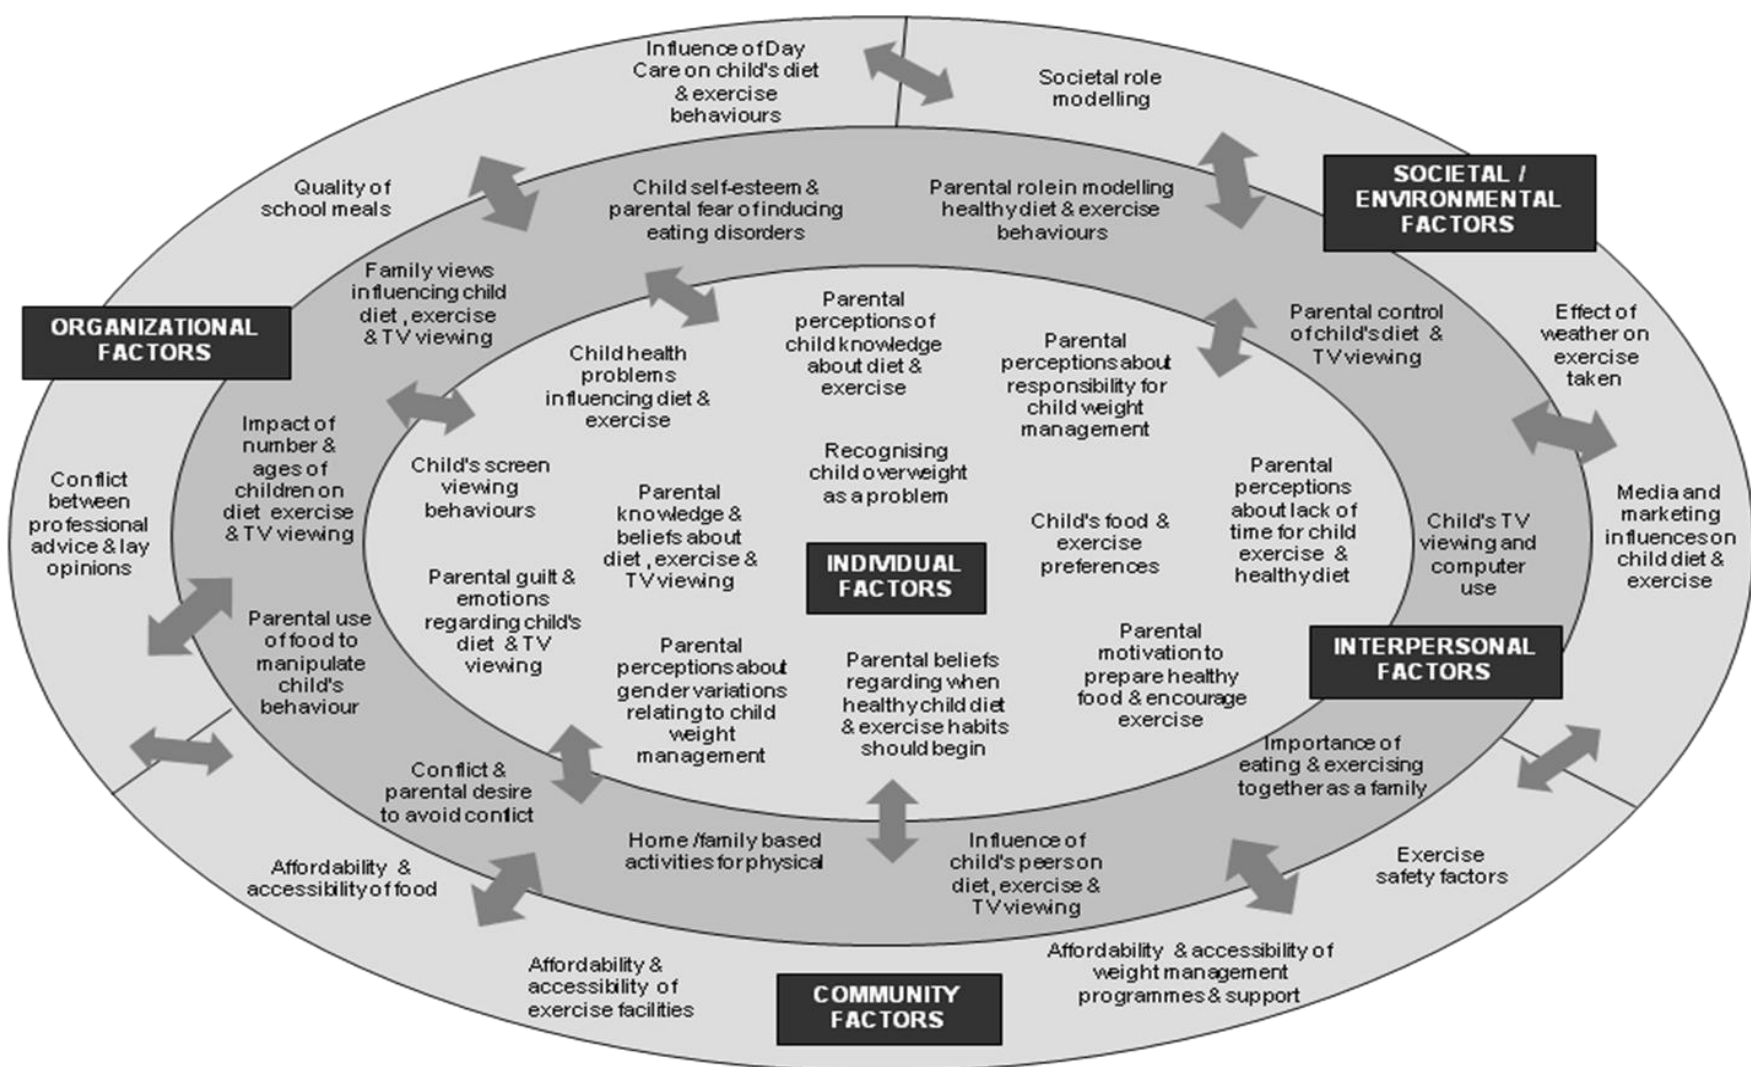 Influence of Day
Care on child's diet
& exercise
behaviours
Societal role
modelling
Quality of
school meals
Child self-esteem &
parental fear of inducing
eating disorders
Parental role in modelling
healthy diet & exercise
behaviours
SOCIETAL /
ENVIRONMENTAL
FACTORS
ORGANIZATIONAL
FACTORS
Family views
influencing child
diet , exercise
& TV viewing
Child health
problems
influencing diet &
exercise
Parental
perceptions of
child knowledge
about diet &
exercise
Parental
perceptions about
responsibility for
child weight
management
Parental control
of child's diet &
TV viewing
Effect of
weather on
exercise
taken
Conflict
between
professional
advice & lay
opinions
Impact of
number &
ages of
children on
diet exercise
& TV viewing
Child's screen
viewing
behaviours
Parental
knowledge &
beliefs about
diet , exercise &
TV viewing
Recognising
child overweight
as a problem
Child's food &
exercise
preferences
Parental
perceptions
about lack of
time for child
exercise &
healthy diet
Child's TV
viewing and
computer
use
Media and
marketing
influences on
child diet &
exercise
INDIVIDUAL
FACTORS
Parental use
of food to
manipulate
child's
behaviour
Parental guilt &
emotions
regarding child's
diet & TV
viewing
Parental
perceptions about
gender variations
relating to child
weight
management
Parental beliefs
regarding when
healthy child diet
& exercise habits
should begin
Parental
motivation to
prepare healthy
food & encourage
exercise
INTERPERSONAL
FACTORS
Conflict &
parental desire
to avoid conflict
Home /family based
activities for physical
Influence of
child's peers on
diet, exercise &
TV viewing
Importance of
eating & exercising
together as a family
Affordability &
accessibility of food
Affordability &
accessibility of
exercise facilities
COMMUNITY
FACTORS
Affordability & accessibility of
weight management
programmes & support
Exercise
safety factors